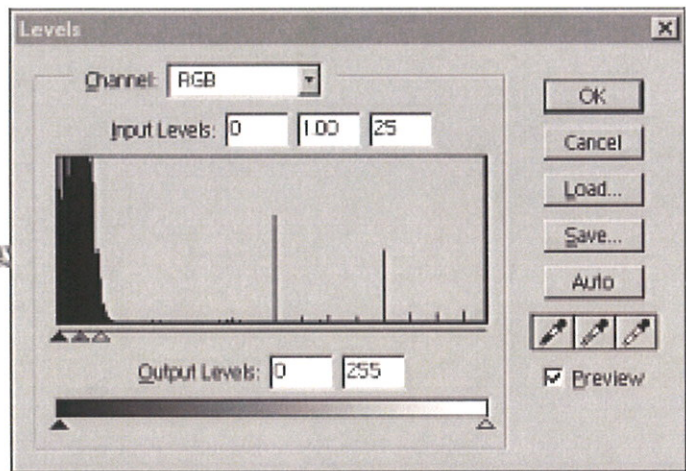 Levels
Channel: RGB
Input Levels: 0 1.00 25
Output Levels: 0 255
OK
Cancel
Load...
Save...
Auto
Preview